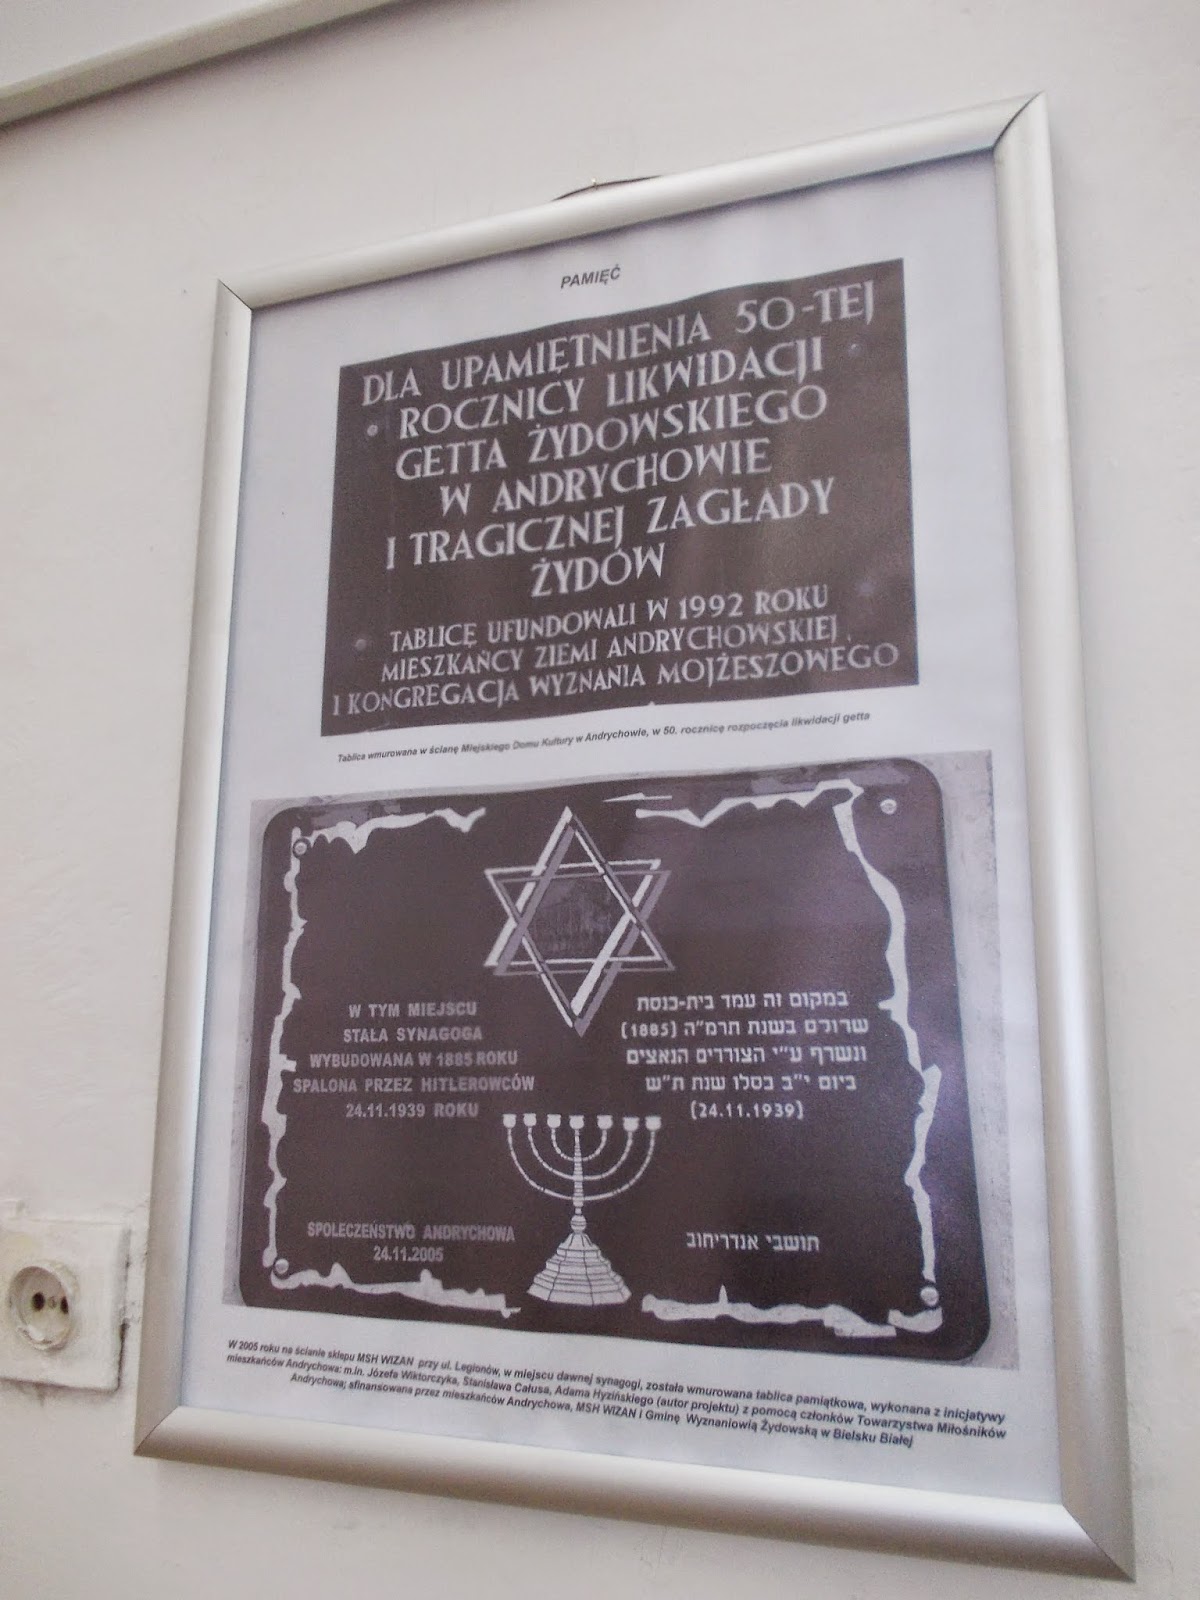 PAMIĘĆ
DLA UPAMIĘTNIENIA 50-TEJ
ROCZNICY LIKWIDACJI
GETTA ŻYDOWSKIEGO
W ANDRYCHOWIE
I TRAGICZNEJ ZAGŁADY
ŻYDÓW
TABLICĘ UFUNDOWALI W 1992 ROKU
MIESZKAŃCY ZIEMI ANDRYCHOWSKIEJ
I KONGREGACJA WYZNANIA MOJŻESZOWEGO
Tablica wmurowana w ścianę Miejskiego Domu Kultury w Andrychowie, w 50. rocznicę rozpoczęcia likwidacji getta
W TYM MIEJSCU
STAŁA SYNAGOGA
WYBUDOWANA W 1885 ROKU
SPALONA PRZEZ HITLEROWCÓW
24.11.1939 ROKU
במקום זה עמד בית-כנסת
שרולם בשנת תרמ"ה (1885)
ונשרף ע"י הצוררים הנאצים
ביום י"ב בסלו שנת ת"ש
(24.11.1939)
SPOŁECZEŃSTWO ANDRYCHOWA
24.11.2005
תושבי אנדריחוב
W 2005 roku na ścianie sklepu MSH WIZAN przy ul. Legionów, w miejscu dawnej synagogi, została wmurowana tablica pamiątkowa, wykonana z inicjatywy
mieszkańców Andrychowa: m.in. Józefa Wiktorczyka, Stanisława Całusa, Adama Hyzińskiego (autor projektu) z pomocą członków Towarzystwa Miłośników
Andrychowa; afinansowana przez mieszkańców Andrychowa, MSH WIZAN i Gminę Wyznaniową Żydowską w Bielsku Białej